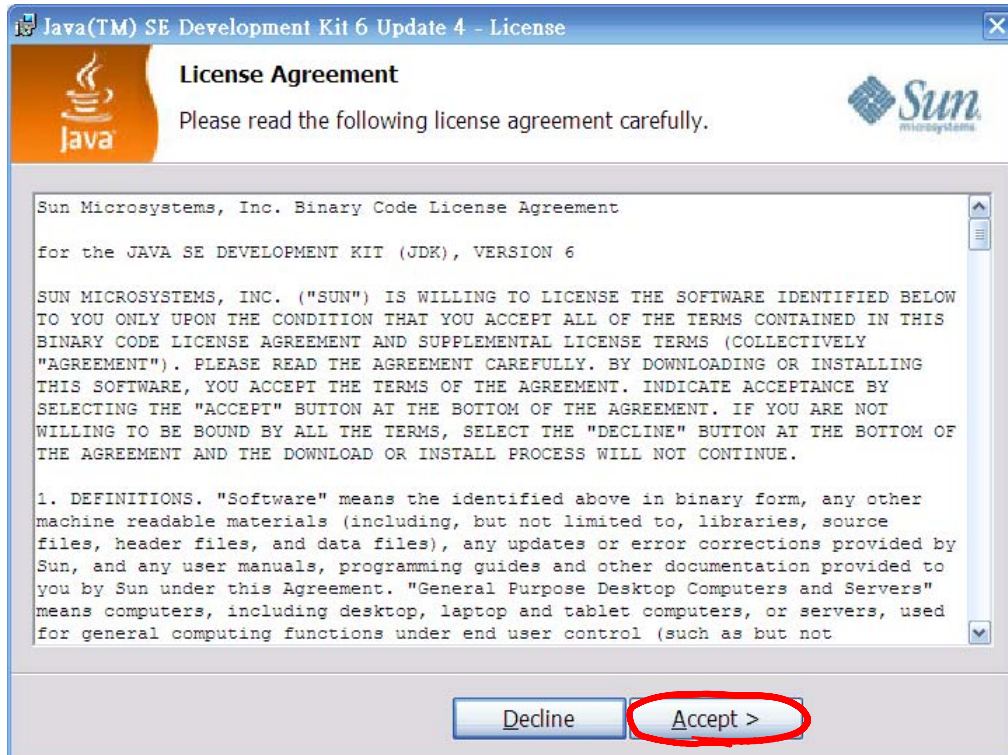 Java(TM) SE Development Kit 6 Update 4 - License
License Agreement
Please read the following license agreement carefully.
Java
Sun
microsystems
Sun Microsystems, Inc. Binary Code License Agreement
for the JAVA SE DEVELOPMENT KIT (JDK), VERSION 6
SUN MICROSYSTEMS, INC. ("SUN") IS WILLING TO LICENSE THE SOFTWARE IDENTIFIED BELOW
TO YOU ONLY UPON THE CONDITION THAT YOU ACCEPT ALL OF THE TERMS CONTAINED IN THIS
BINARY CODE LICENSE AGREEMENT AND SUPPLEMENTAL LICENSE TERMS (COLLECTIVELY
"AGREEMENT"). PLEASE READ THE AGREEMENT CAREFULLY. BY DOWNLOADING OR INSTALLING
THIS SOFTWARE, YOU ACCEPT THE TERMS OF THE AGREEMENT. INDICATE ACCEPTANCE BY
SELECTING THE "ACCEPT" BUTTON AT THE BOTTOM OF THE AGREEMENT. IF YOU ARE NOT
WILLING TO BE BOUND BY ALL THE TERMS, SELECT THE "DECLINE" BUTTON AT THE BOTTOM OF
THE AGREEMENT AND THE DOWNLOAD OR INSTALL PROCESS WILL NOT CONTINUE.
1. DEFINITIONS. "Software" means the identified above in binary form, any other
machine readable materials (including, but not limited to, libraries, source
files, header files, and data files), any updates or error corrections provided by
Sun, and any user manuals, programming guides and other documentation provided to
you by Sun under this Agreement. "General Purpose Desktop Computers and Servers"
means computers, including desktop, laptop and tablet computers, or servers, used
for general computing functions under end user control (such as but not
Decline
Accept >